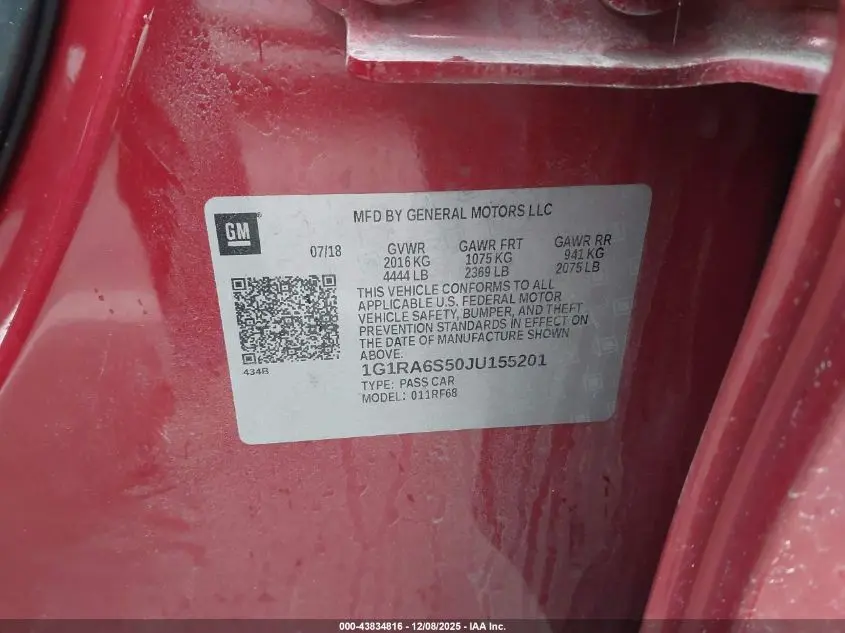 MFD BY GENERAL MOTORS LLC
GM
07/18
GVWR GAWR FRT GAWR RR
2016 KG 1075 KG 941 KG
4444 LB 2369 LB 2075 LB
THIS VEHICLE CONFORMS TO ALL
APPLICABLE U.S. FEDERAL MOTOR
VEHICLE SAFETY, BUMPER, AND THEFT
PREVENTION STANDARDS IN EFFECT ON
THE DATE OF MANUFACTURE SHOWN
ABOVE.
434B
1G1RA6S50JU155201
TYPE: PASS CAR
MODEL: 011RF68
000-43834816 - 12/08/2025 - IAA Inc.